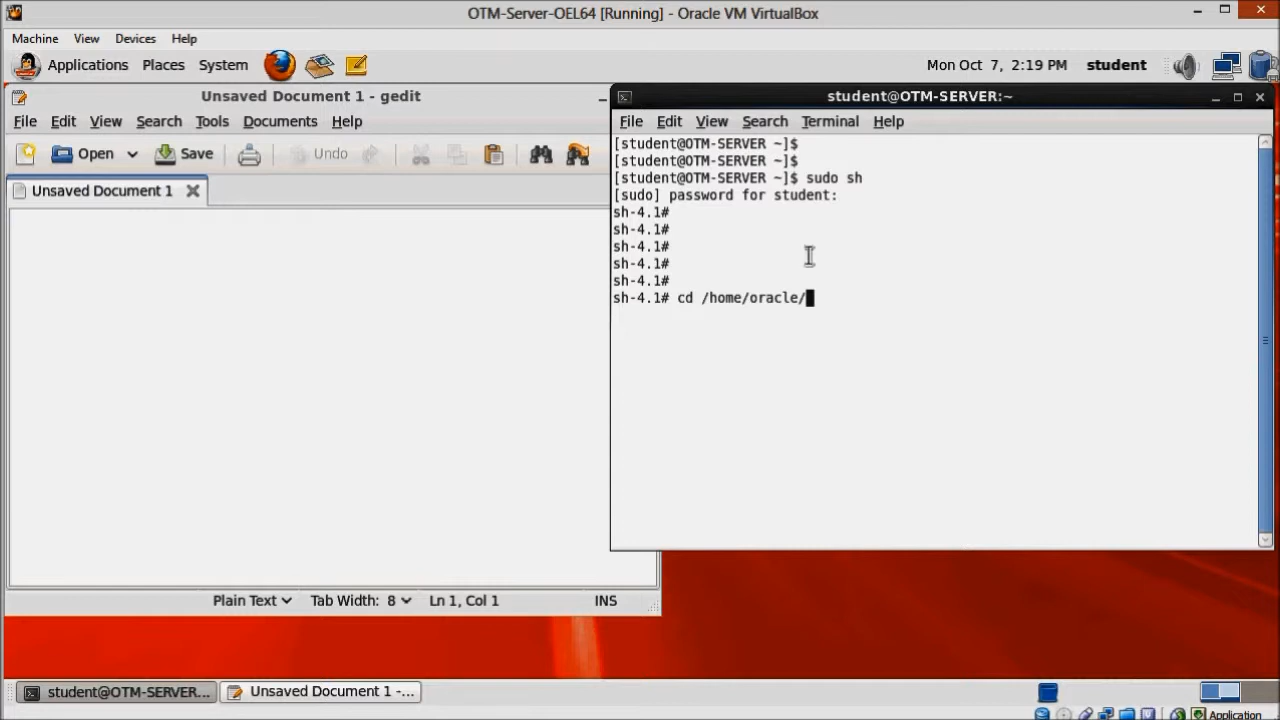 OTM-Server-OEL64 [Running] - Oracle VM VirtualBox
Machine View Devices Help
Applications Places System Mon Oct 7, 2:19 PM student
Unsaved Document 1 - gedit
File Edit View Search Tools Documents Help
Open Save Undo
Unsaved Document 1
Plain Text Tab Width: 8 Ln 1, Col 1 INS
student@OTM-SERVER:~
File Edit View Search Terminal Help
[student@OTM-SERVER ~]$
[student@OTM-SERVER ~]$
[student@OTM-SERVER ~]$ sudo sh
[sudo] password for student:
sh-4.1#
sh-4.1#
sh-4.1#
sh-4.1#
sh-4.1#
sh-4.1# cd /home/oracle/
student@OTM-SERVER... Unsaved Document 1 -...
Application